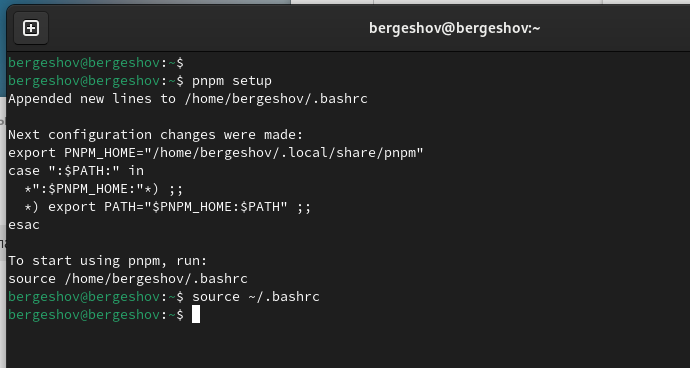 bergeshov@bergeshov:~
bergeshov@bergeshov:~$
bergeshov@bergeshov:~$ pnpm setup
Appended new lines to /home/bergeshov/.bashrc

Next configuration changes were made:
export PNPM_HOME="/home/bergeshov/.local/share/pnpm"
case ":$PATH:" in
  *":$PNPM_HOME:"*) ;;
  *) export PATH="$PNPM_HOME:$PATH" ;;
esac

To start using pnpm, run:
source /home/bergeshov/.bashrc
bergeshov@bergeshov:~$ source ~/.bashrc
bergeshov@bergeshov:~$